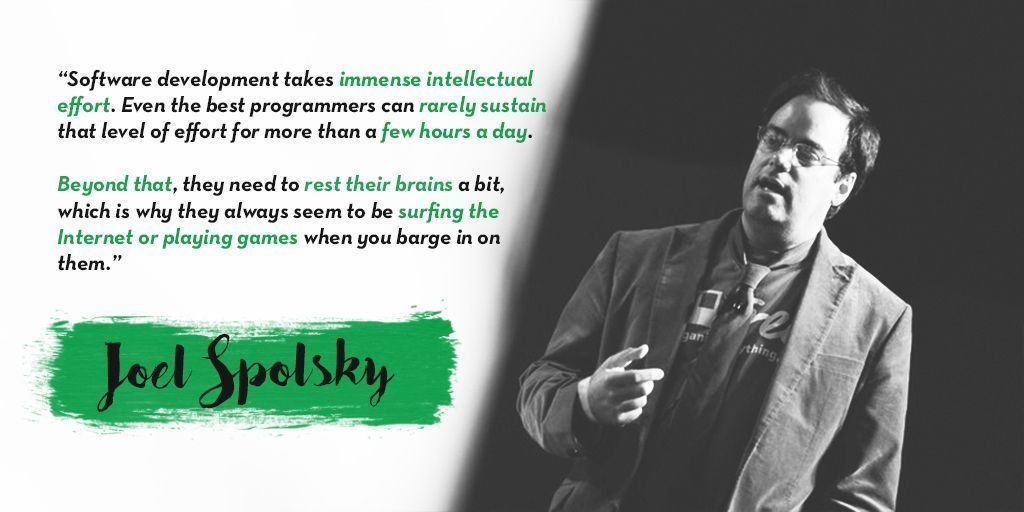 “Software development takes immense intellectual
effort. Even the best programmers can rarely sustain
that level of effort for more than a few hours a day.
Beyond that, they need to rest their brains a bit,
which is why they always seem to be surfing the
Internet or playing games when you barge in on
them.”
Joel Spolsky